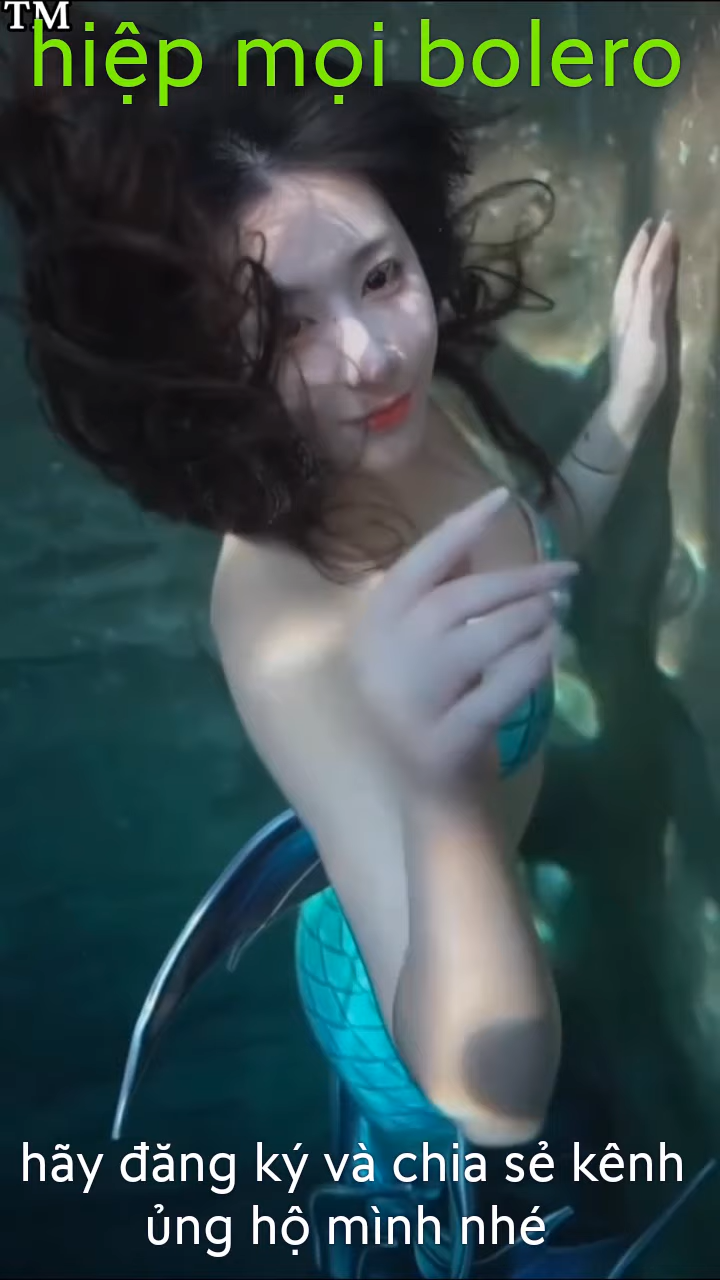 TM
hiệp mọi bolero
hãy đăng ký và chia sẻ kênh
ủng hộ mình nhé